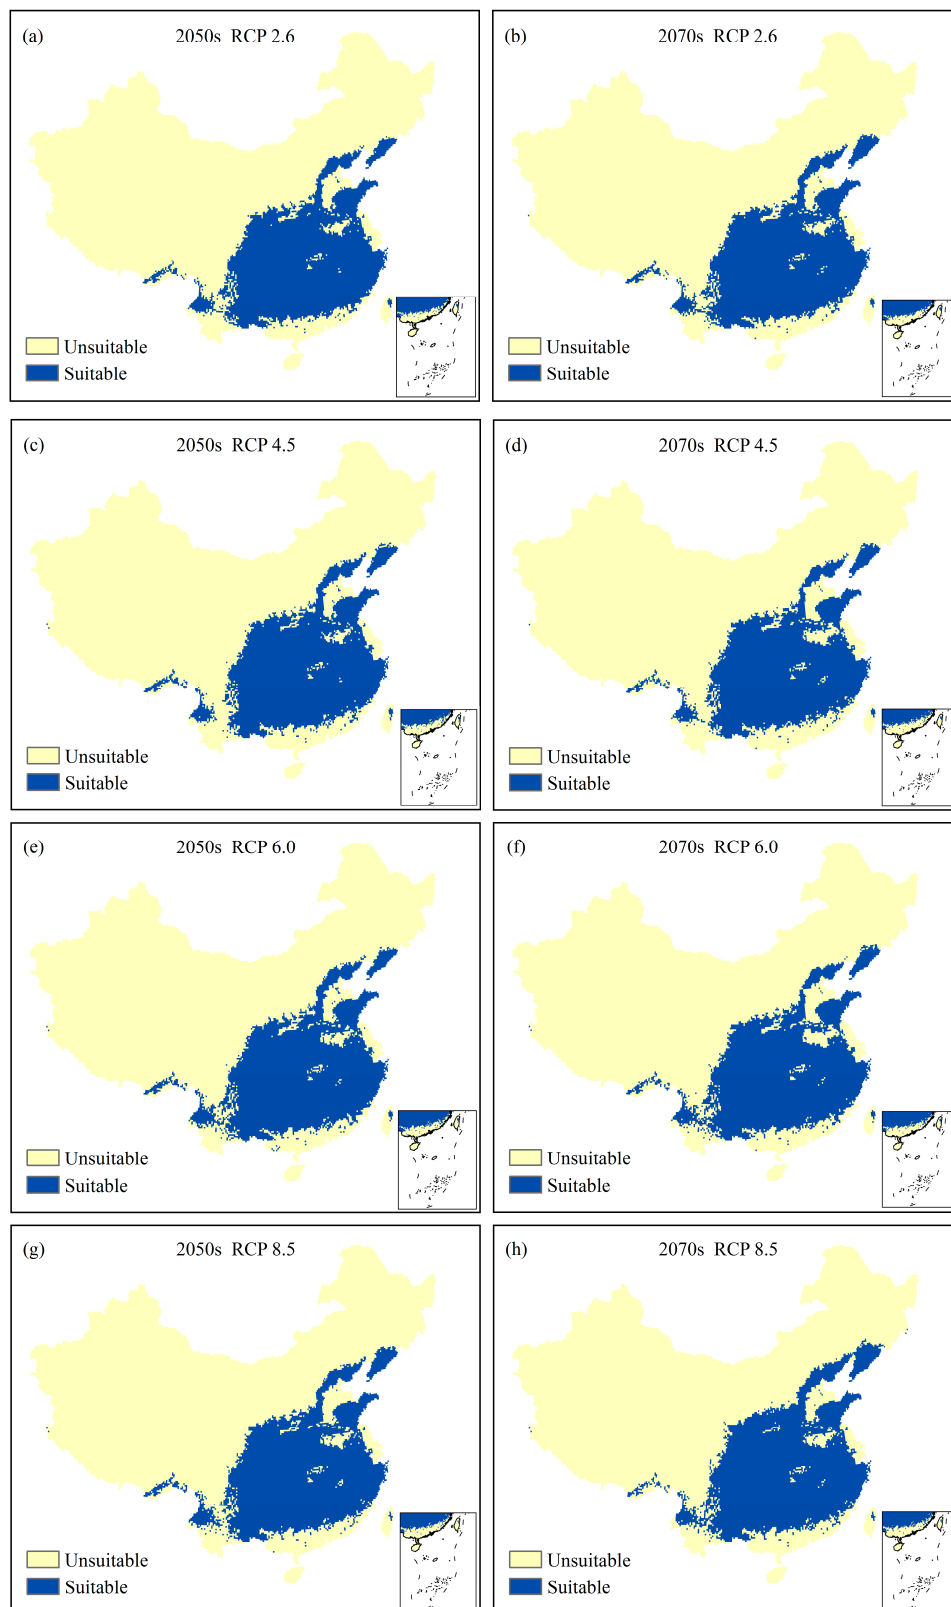 (a) 2050s RCP 2.6
Unsuitable
Suitable
(b) 2070s RCP 2.6
Unsuitable
Suitable
(c) 2050s RCP 4.5
Unsuitable
Suitable
(d) 2070s RCP 4.5
Unsuitable
Suitable
(e) 2050s RCP 6.0
Unsuitable
Suitable
(f) 2070s RCP 6.0
Unsuitable
Suitable
(g) 2050s RCP 8.5
Unsuitable
Suitable
(h) 2070s RCP 8.5
Unsuitable
Suitable